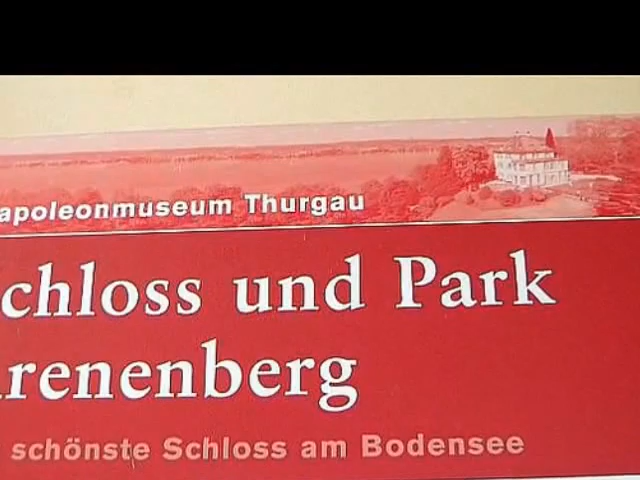 apoleonmuseum Thurgau
chloss und Park
renenberg
schönste Schloss am Bodensee